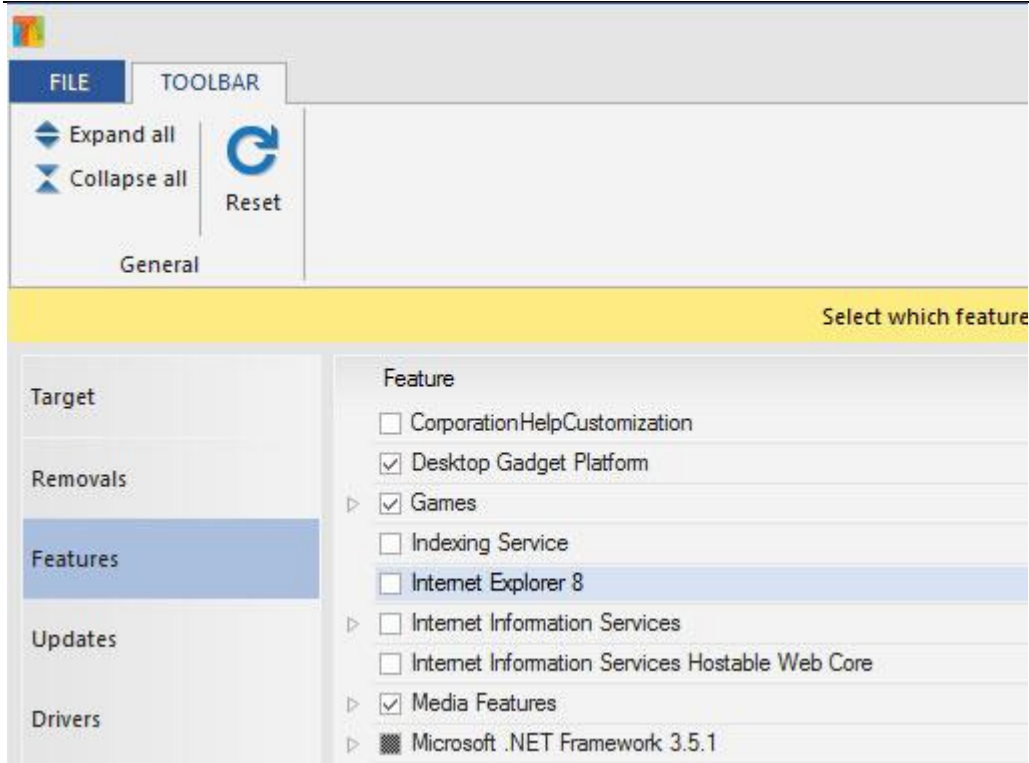 FILE TOOLBAR
Expand all
Collapse all
Reset
General
Select which feature
Target
Removals
Features
Updates
Drivers
Feature
CorporationHelpCustomization
Desktop Gadget Platform
Games
Indexing Service
Internet Explorer 8
Internet Information Services
Internet Information Services Hostable Web Core
Media Features
Microsoft .NET Framework 3.5.1